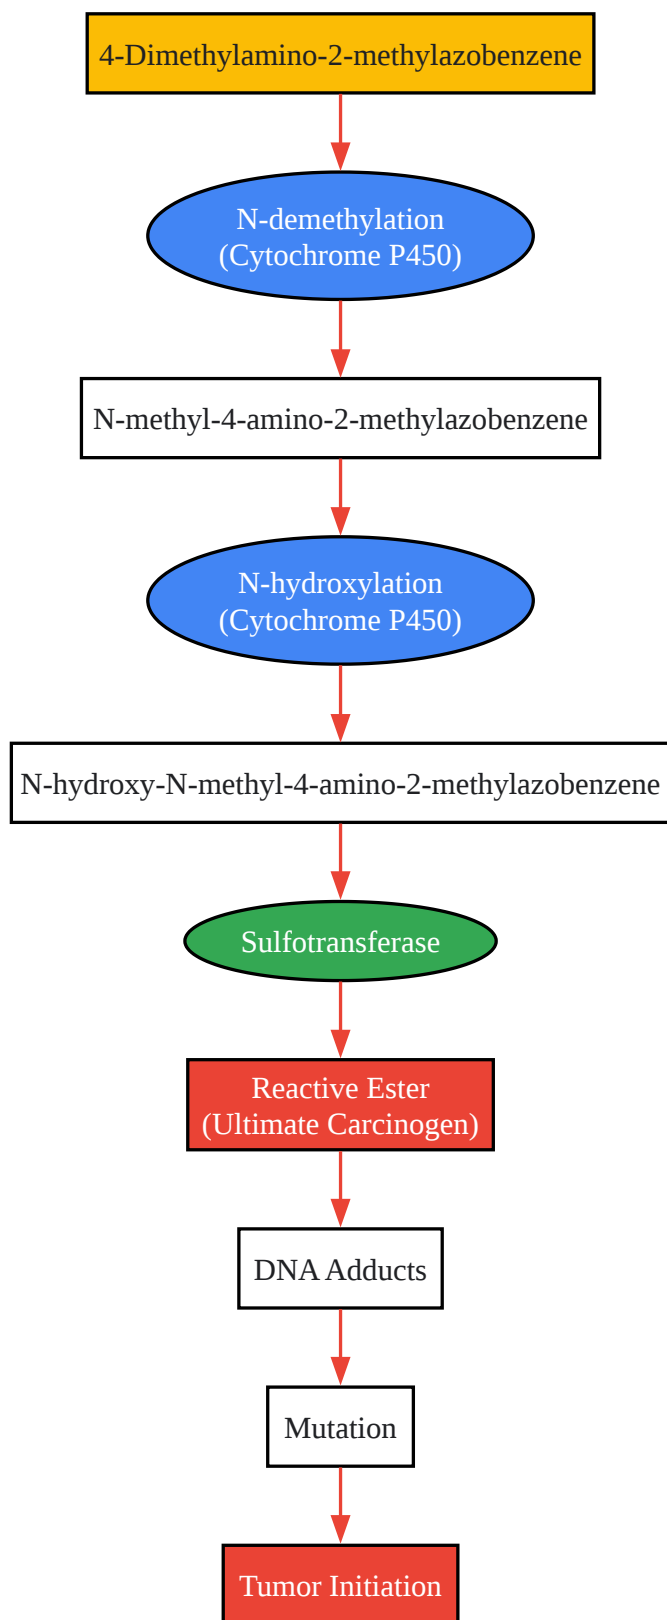 4-Dimethylamino-2-methylazobenzene
N-demethylation
(Cytochrome P450)
N-methyl-4-amino-2-methylazobenzene
N-hydroxylation
(Cytochrome P450)
N-hydroxy-N-methyl-4-amino-2-methylazobenzene
Sulfotransferase
Reactive Ester
(Ultimate Carcinogen)
DNA Adducts
Mutation
Tumor Initiation